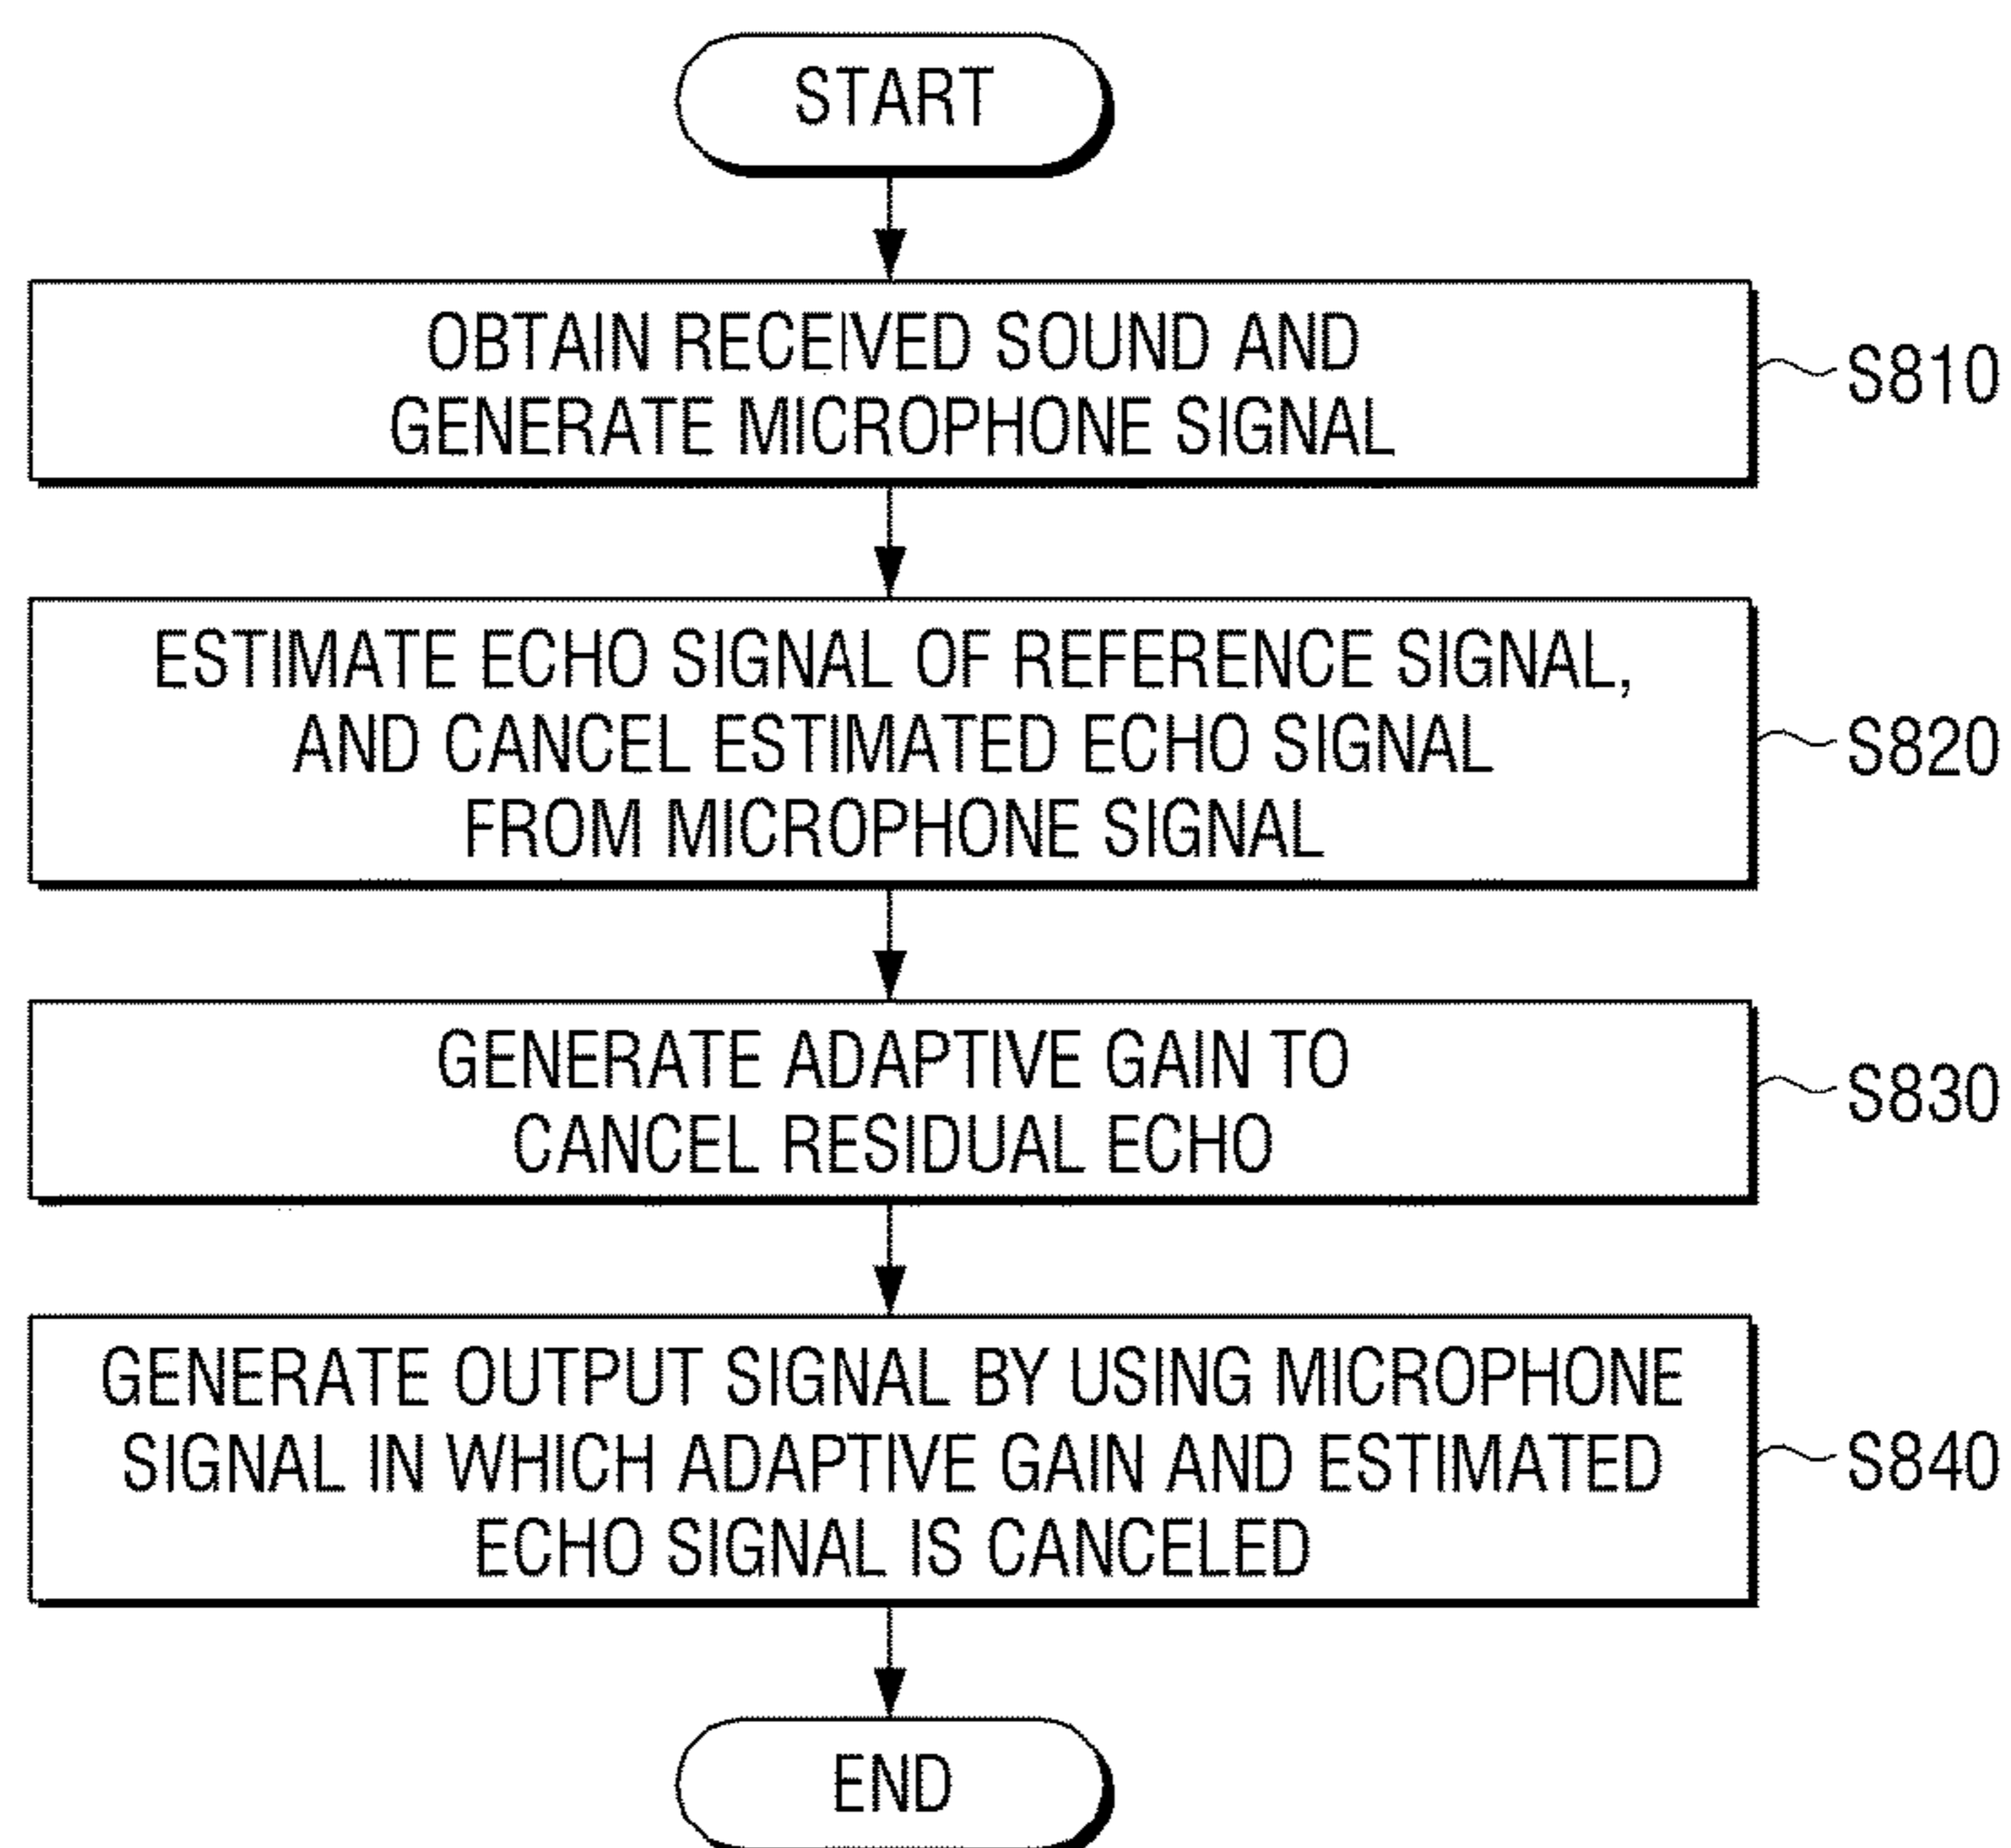 START
OBTAIN RECEIVED SOUND AND
GENERATE MICROPHONE SIGNAL
S810
ESTIMATE ECHO SIGNAL OF REFERENCE SIGNAL,
AND CANCEL ESTIMATED ECHO SIGNAL
FROM MICROPHONE SIGNAL
S820
GENERATE ADAPTIVE GAIN TO
CANCEL RESIDUAL ECHO
S830
GENERATE OUTPUT SIGNAL BY USING MICROPHONE
SIGNAL IN WHICH ADAPTIVE GAIN AND ESTIMATED
ECHO SIGNAL IS CANCELED
S840
END